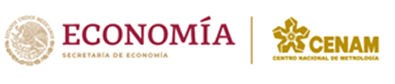 ECONOMÍA
SECRETARÍA DE ECONOMÍA
CENAM
CENTRO NACIONAL DE METROLOGÍA